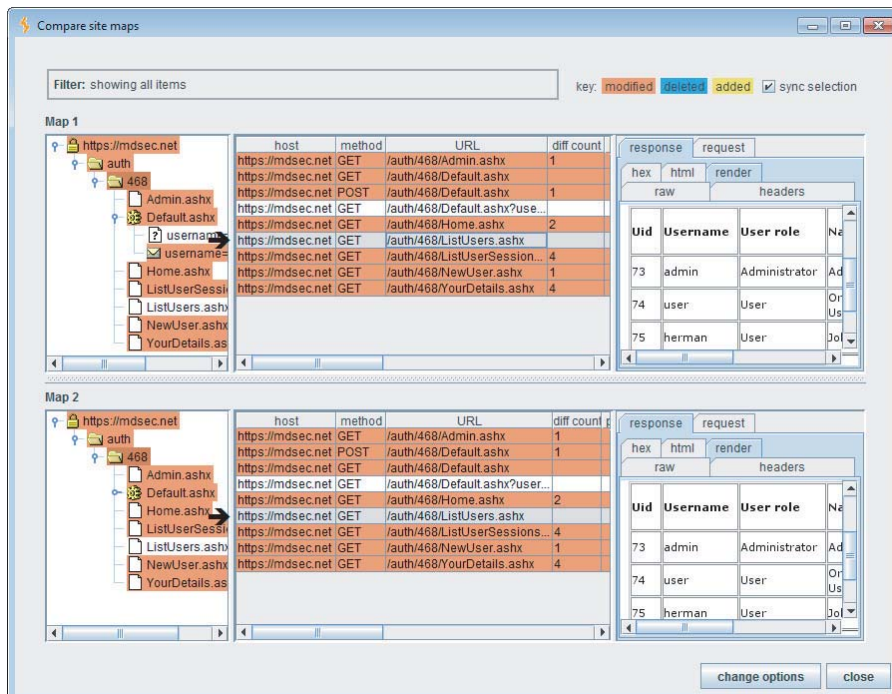 Compare site maps
Filter: showing all items
key: modified deleted added sync selection
Map 1
https://mdsec.net
auth
468
Admin.ashx
Default.ashx
username=
username=
Home.ashx
ListUserSessi
ListUsers.ashx
NewUser.ashx
YourDetails.as
host method URL diff count
https://mdsec.net GET /auth/468/Admin.ashx 1
https://mdsec.net GET /auth/468/Default.ashx
https://mdsec.net POST /auth/468/Default.ashx 1
https://mdsec.net GET /auth/468/Default.ashx?use...
https://mdsec.net GET /auth/468/Home.ashx 2
https://mdsec.net GET /auth/468/ListUsers.ashx
https://mdsec.net GET /auth/468/ListUserSession... 4
https://mdsec.net GET /auth/468/NewUser.ashx 1
https://mdsec.net GET /auth/468/YourDetails.ashx 4
response request
hex html render
raw headers
Uid Username User role Na
73 admin Administrator Ad
74 user User Or Us
75 herman User Jol
Map 2
https://mdsec.net
auth
468
Admin.ashx
Default.ashx
Home.ashx
ListUserSessi
ListUsers.ashx
NewUser.ashx
YourDetails.as
host method URL diff count p
https://mdsec.net GET /auth/468/Admin.ashx 1
https://mdsec.net POST /auth/468/Default.ashx 1
https://mdsec.net GET /auth/468/Default.ashx
https://mdsec.net GET /auth/468/Default.ashx?user...
https://mdsec.net GET /auth/468/Home.ashx 2
https://mdsec.net GET /auth/468/ListUsers.ashx
https://mdsec.net GET /auth/468/ListUserSessions... 4
https://mdsec.net GET /auth/468/NewUser.ashx 1
https://mdsec.net GET /auth/468/YourDetails.ashx 4
response request
hex html render
raw headers
Uid Username User role Na
73 admin Administrator Ad
74 user User Or Us
75 herman User Jol
change options close